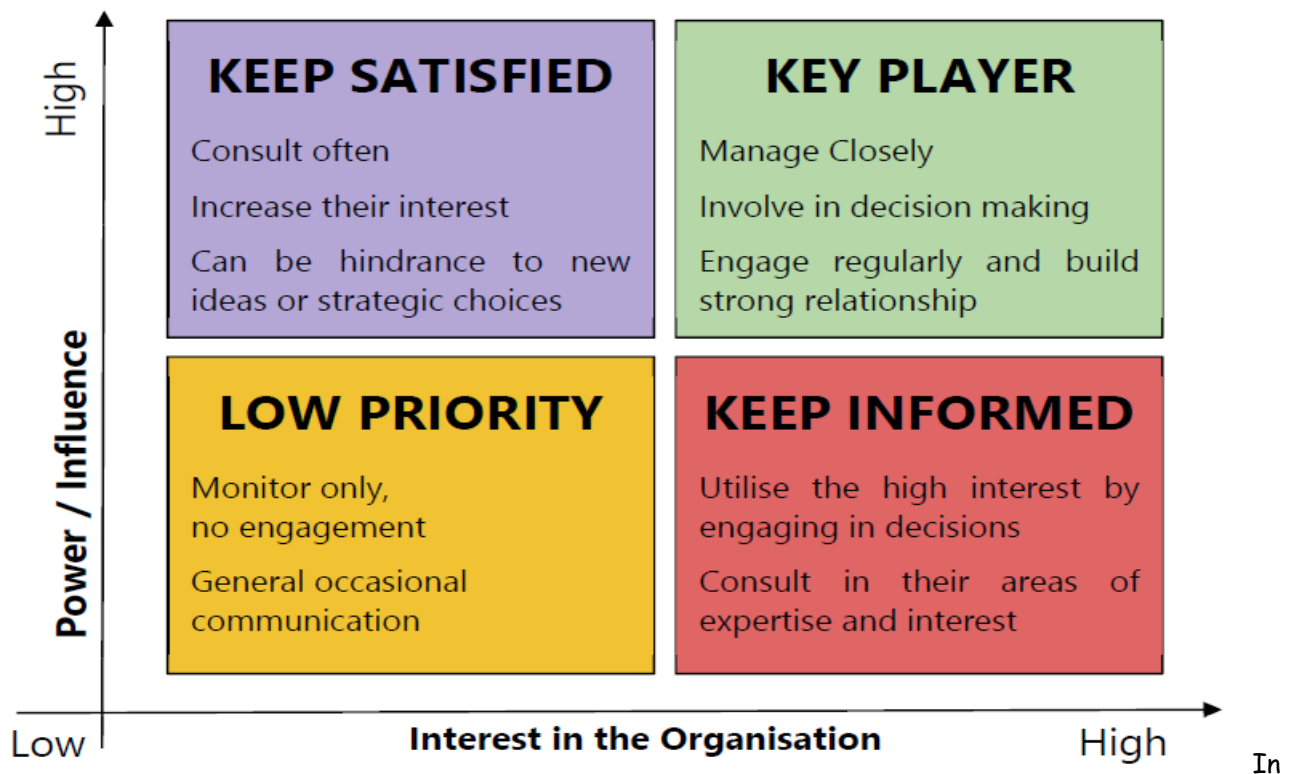 High
KEEP SATISFIED
Consult often
Increase their interest
Can be hindrance to new
ideas or strategic choices
KEY PLAYER
Manage Closely
Involve in decision making
Engage regularly and build
strong relationship
Power / Influence
LOW PRIORITY
Monitor only,
no engagement
General occasional
communication
KEEP INFORMED
Utilise the high interest by
engaging in decisions
Consult in their areas of
expertise and interest
Low
Interest in the Organisation
High
In